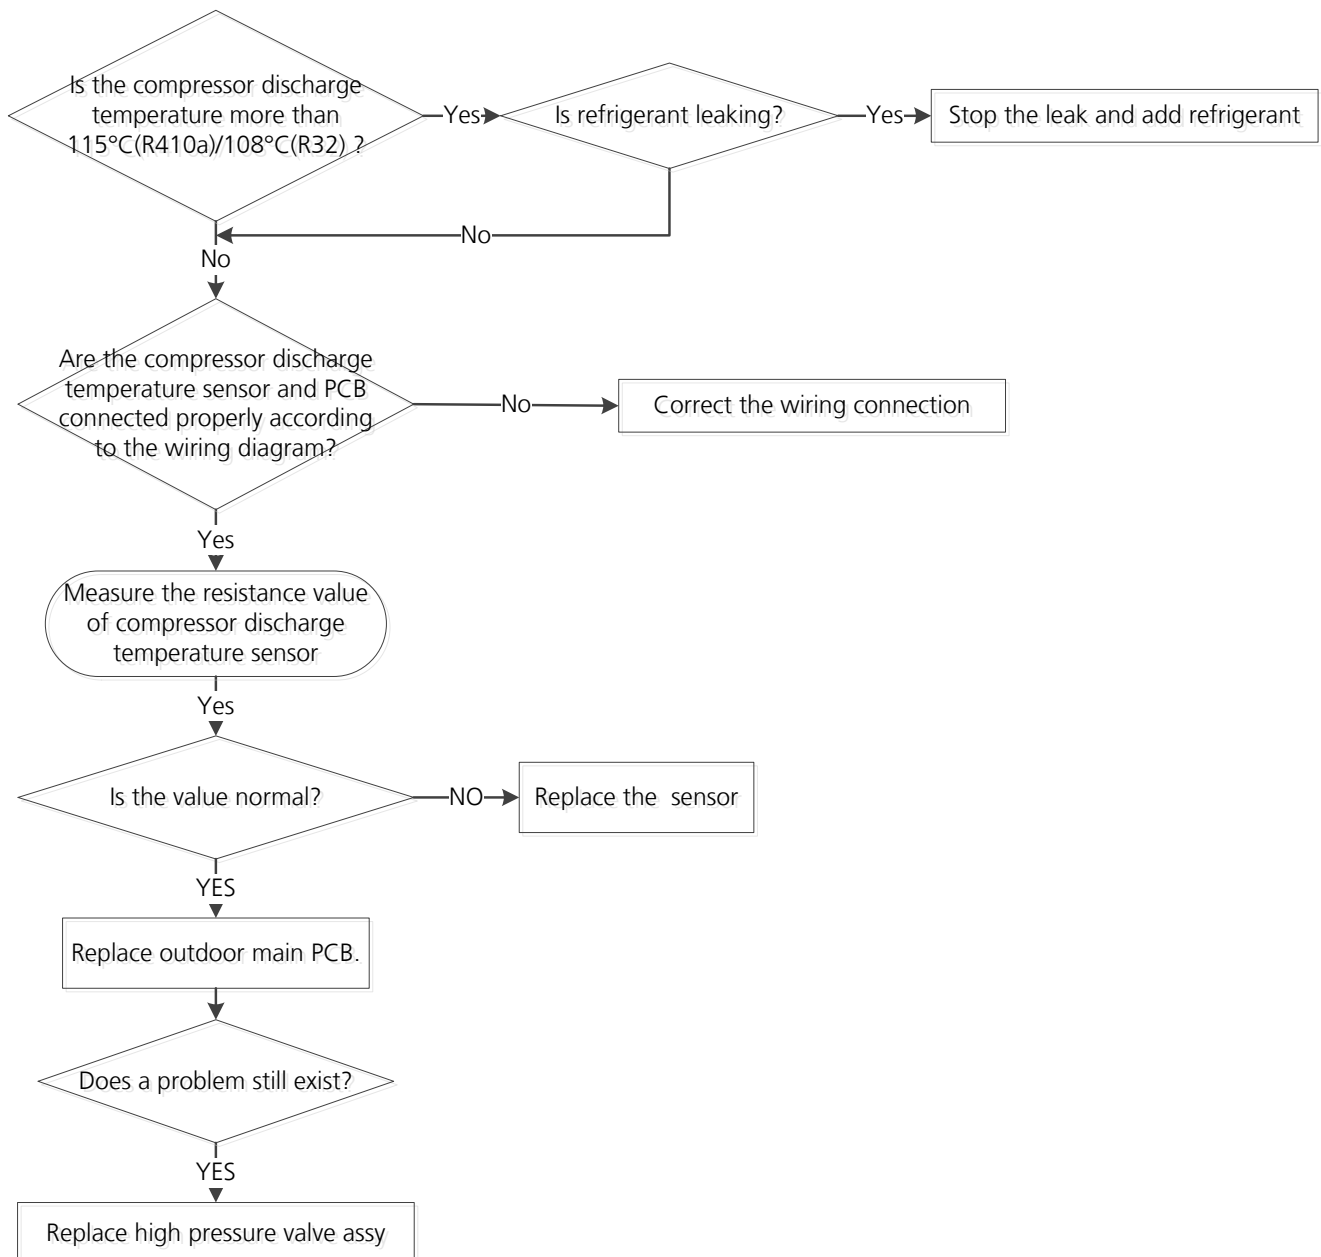 Is the compressor discharge
temperature more than
115°C(R410a)/108°C(R32) ?
Yes
Is refrigerant leaking?
Yes
Stop the leak and add refrigerant
No
No
Are the compressor discharge
temperature sensor and PCB
connected properly according
to the wiring diagram?
No
Correct the wiring connection
Yes
Measure the resistance value
of compressor discharge
temperature sensor
Yes
Is the value normal?
NO
Replace the sensor
YES
Replace outdoor main PCB.
Does a problem still exist?
YES
Replace high pressure valve assy